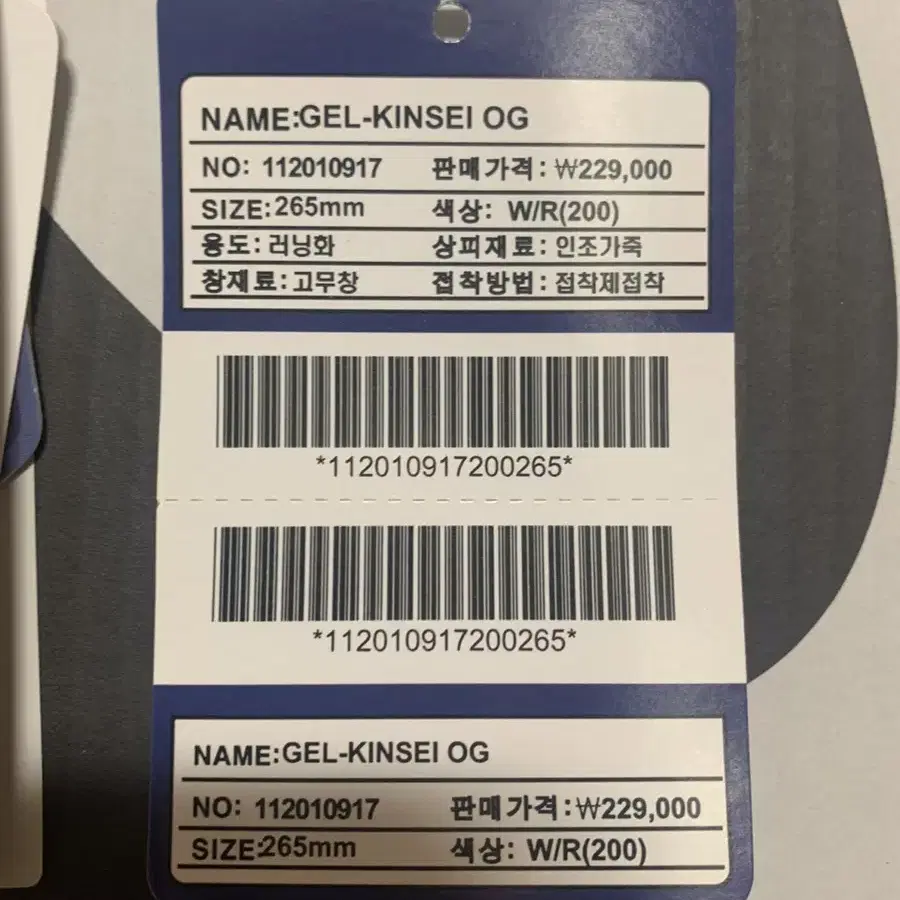 NAME:GEL-KINSEI OG
NO: 112010917 판매가격: ₩229,000
SIZE:265mm 색상: W/R(200)
용도: 러닝화 상피재료: 인조가죽
창재료: 고무창 접착방법: 접착제접착
*112010917200265*
*112010917200265*
NAME:GEL-KINSEI OG
NO: 112010917 판매가격:₩229,000
SIZE:265mm 색상: W/R(200)